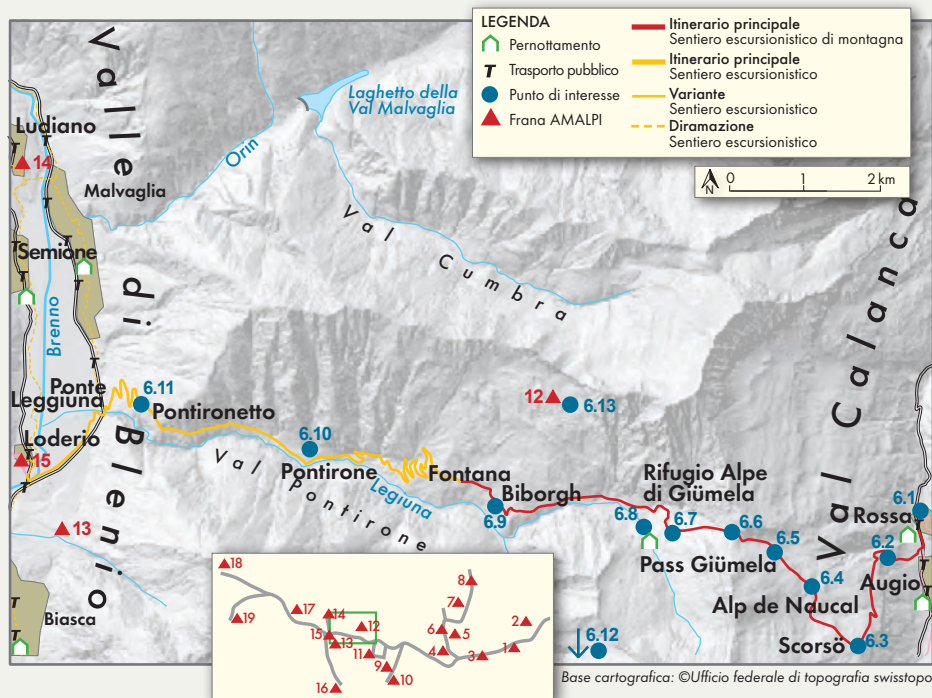 LEGENDA
Pernottamento
Trasporto pubblico
Punto di interesse
Frana AMALPI
Itinerario principale
Sentiero escursionistico di montagna
Itinerario principale
Sentiero escursionistico
Variante
Sentiero escursionistico
Diramazione
Sentiero escursionistico
N
0 1 2 km
Valle di Blenio
Laghetto della
Val Malvaglia
Ludiano
14
Orin
Malvaglia
Val Cumbra
Val Calanca
Semione
Brenno
Ponte
Leggiuna
6.11
Pontironetto
12
6.13
Loderio
15
6.10
Pontirone
Val Pontirone
Legiuna
Fontana
Biborgh
6.9
Rifugio Alpe
di Giümela
6.8
6.7
6.6
6.5
Pass Giümela
6.4
Alp de Naucal
Scorsö
6.3
6.1
Rossa
6.2
Augio
13
Biasca
6.12
18
19
17
14
12
15
13
11
16
9
10
8
7
6
5
4
3
2
1
Base cartografica: ©Ufficio federale di topografia swisstopo